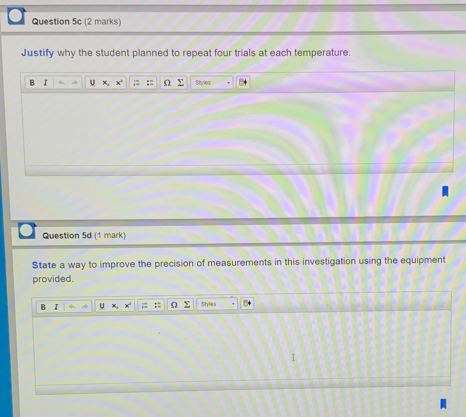 Question 5c (2 marks)
Justify why the student planned to repeat four trials at each temperature.
B I U x₂ x² Ω Σ Styles
Question 5d (1 mark)
State a way to improve the precision of measurements in this investigation using the equipment
provided.
B I U x₂ x² Ω Σ Styles